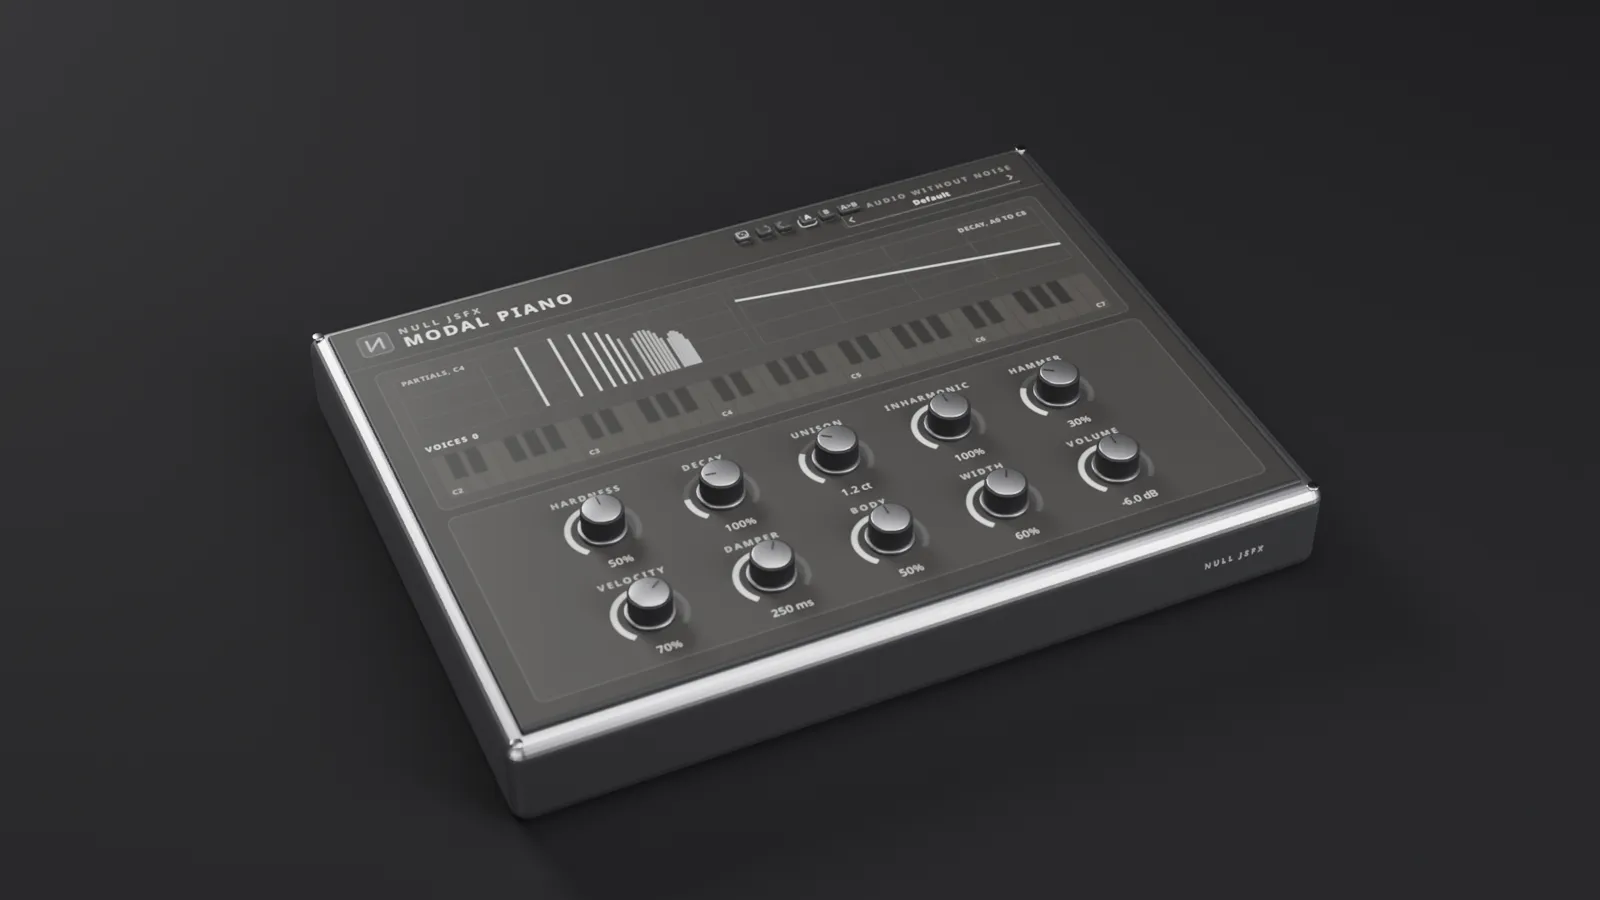 AUDIO WITHOUT NOISE
A B A>B
< Default >
NULL JSFX
MODAL PIANO
DECAY, A0 TO C8
PARTIALS, C4
VOICES 0
C2 C3 C4 C5 C6 C7
HARDNESS DECAY UNISON INHARMONIC HAMMER
50% 100% 1.2 ct 100% 30%
VELOCITY DAMPER BODY WIDTH VOLUME
70% 250 ms 50% 60% -6.0 dB
NULL JSFX